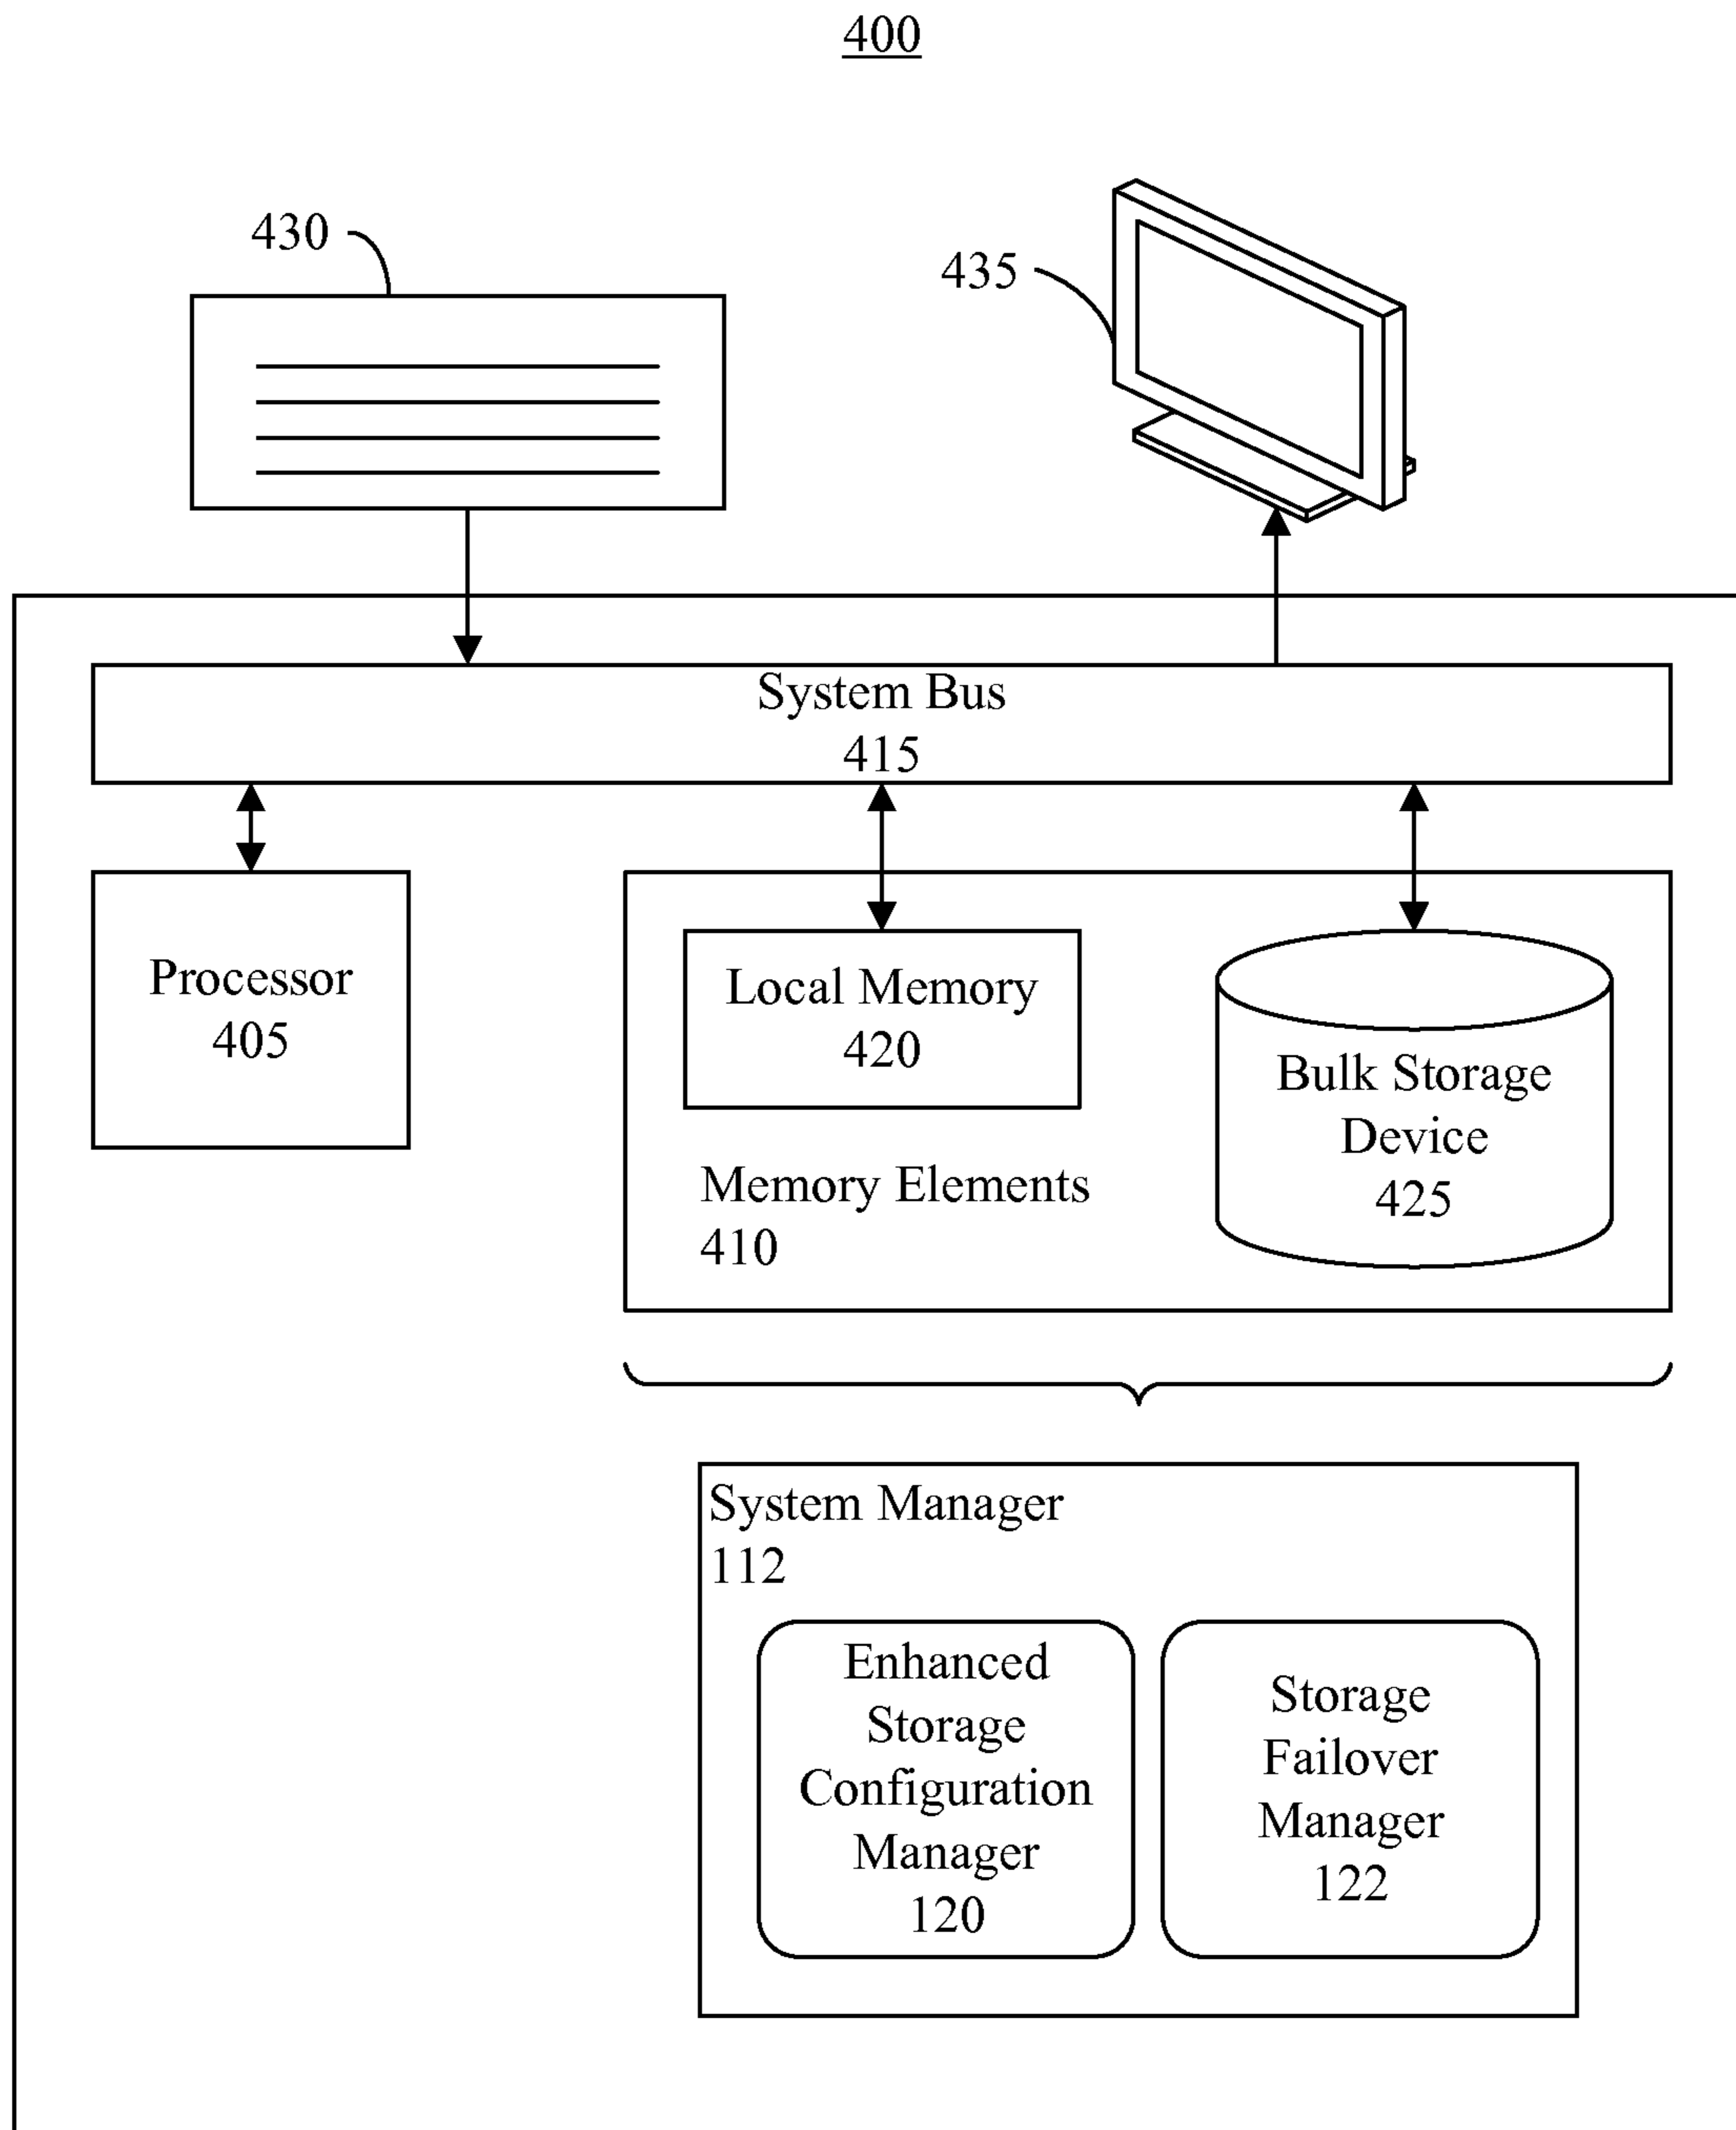 400
430
435
System Bus
415
Processor
405
Local Memory
420
Bulk Storage
Device
425
Memory Elements
410
System Manager
112
Enhanced
Storage
Configuration
Manager
120
Storage
Failover
Manager
122